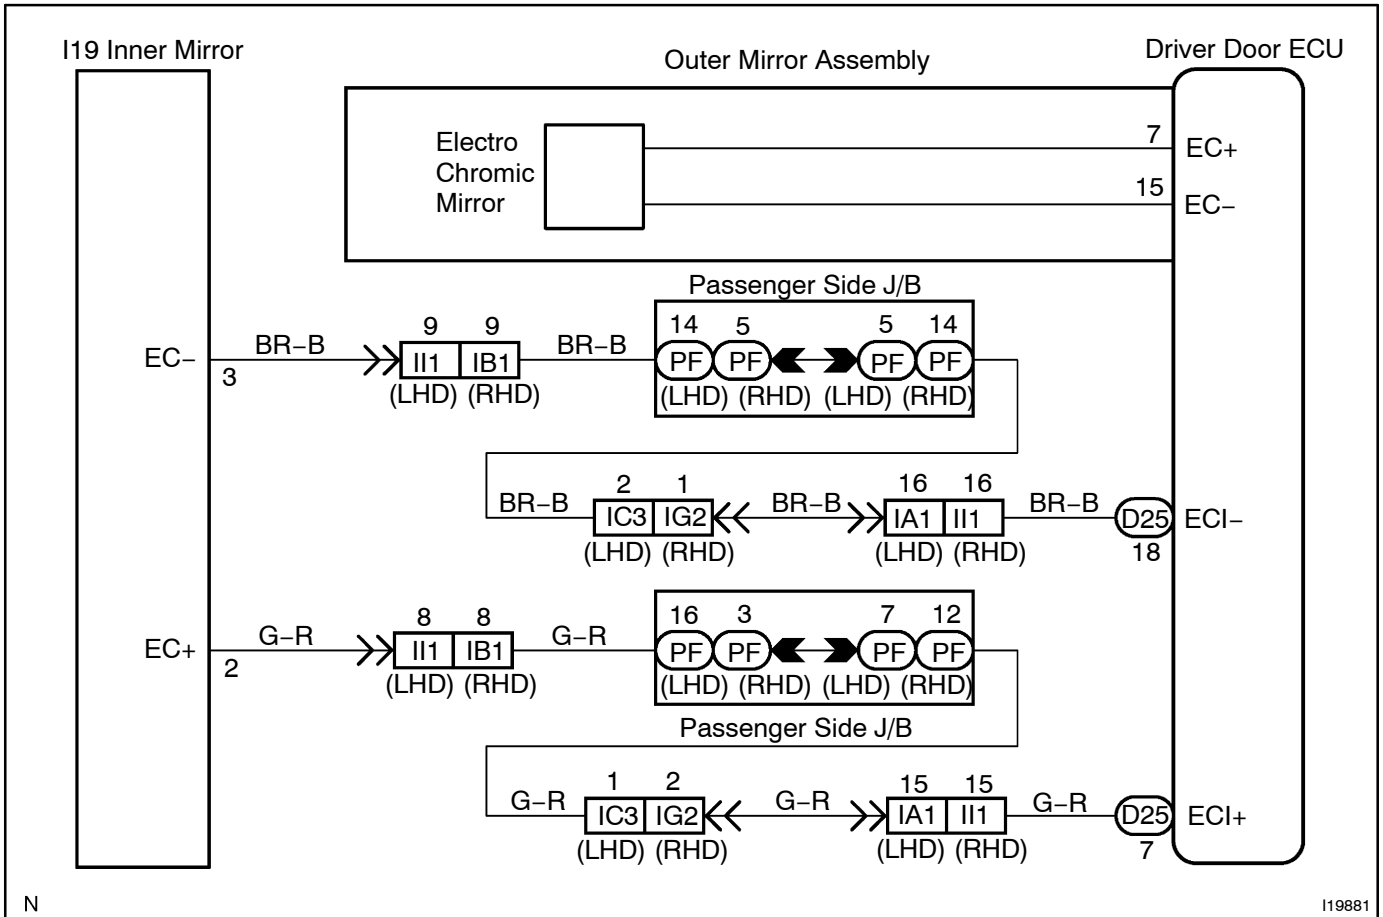 I19 Inner Mirror
Outer Mirror Assembly
Driver Door ECU
Electro
Chromic
Mirror
7
EC+
15
EC−
Passenger Side J/B
9 9
14 5 5 14
EC−
3
BR−B
II1 IB1
BR−B
PF PF PF PF
(LHD) (RHD)
(LHD) (RHD) (LHD) (RHD)
2 1
16 16
BR−B
IC3 IG2
BR−B
IA1 II1
BR−B
D25
ECI−
(LHD) (RHD)
(LHD) (RHD)
18
8 8
16 3 7 12
EC+
2
G−R
II1 IB1
G−R
PF PF PF PF
(LHD) (RHD)
(LHD) (RHD) (LHD) (RHD)
Passenger Side J/B
1 2
15 15
G−R
IC3 IG2
G−R
IA1 II1
G−R
D25
ECI+
(LHD) (RHD)
(LHD) (RHD)
7
N
I19881